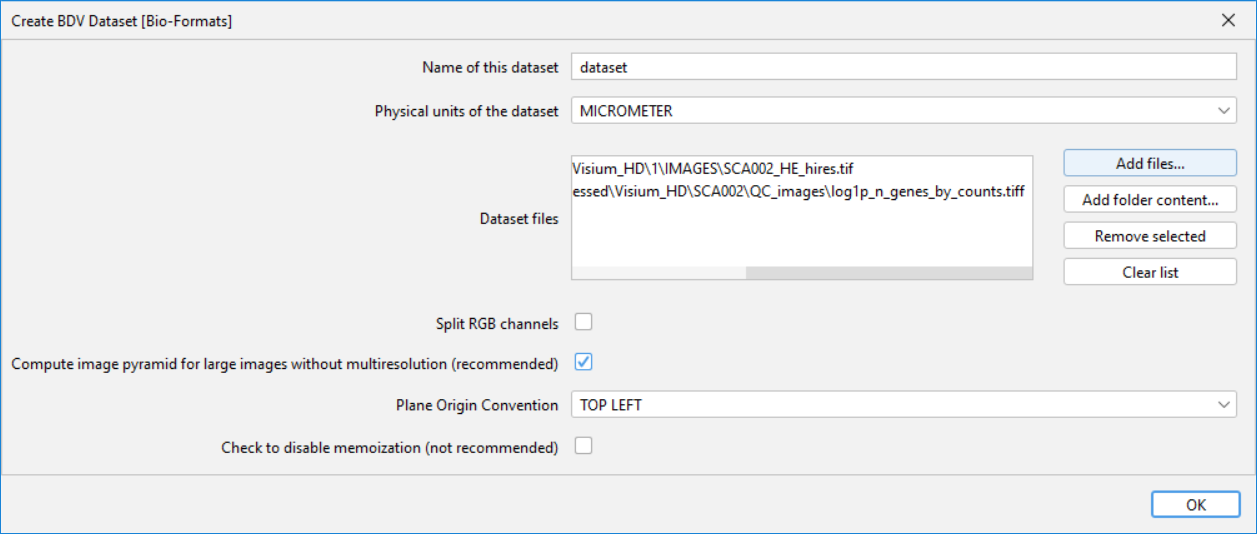 Create BDV Dataset [Bio-Formats]
Name of this dataset dataset
Physical units of the dataset MICROMETER
Dataset files
Visium_HD\1\IMAGES\SCA002_HE_hires.tif
essed\Visium_HD\SCA002\QC_images\log1p_n_genes_by_counts.tiff
Add files...
Add folder content...
Remove selected
Clear list
Split RGB channels
Compute image pyramid for large images without multiresolution (recommended)
Plane Origin Convention TOP LEFT
Check to disable memoization (not recommended)
OK